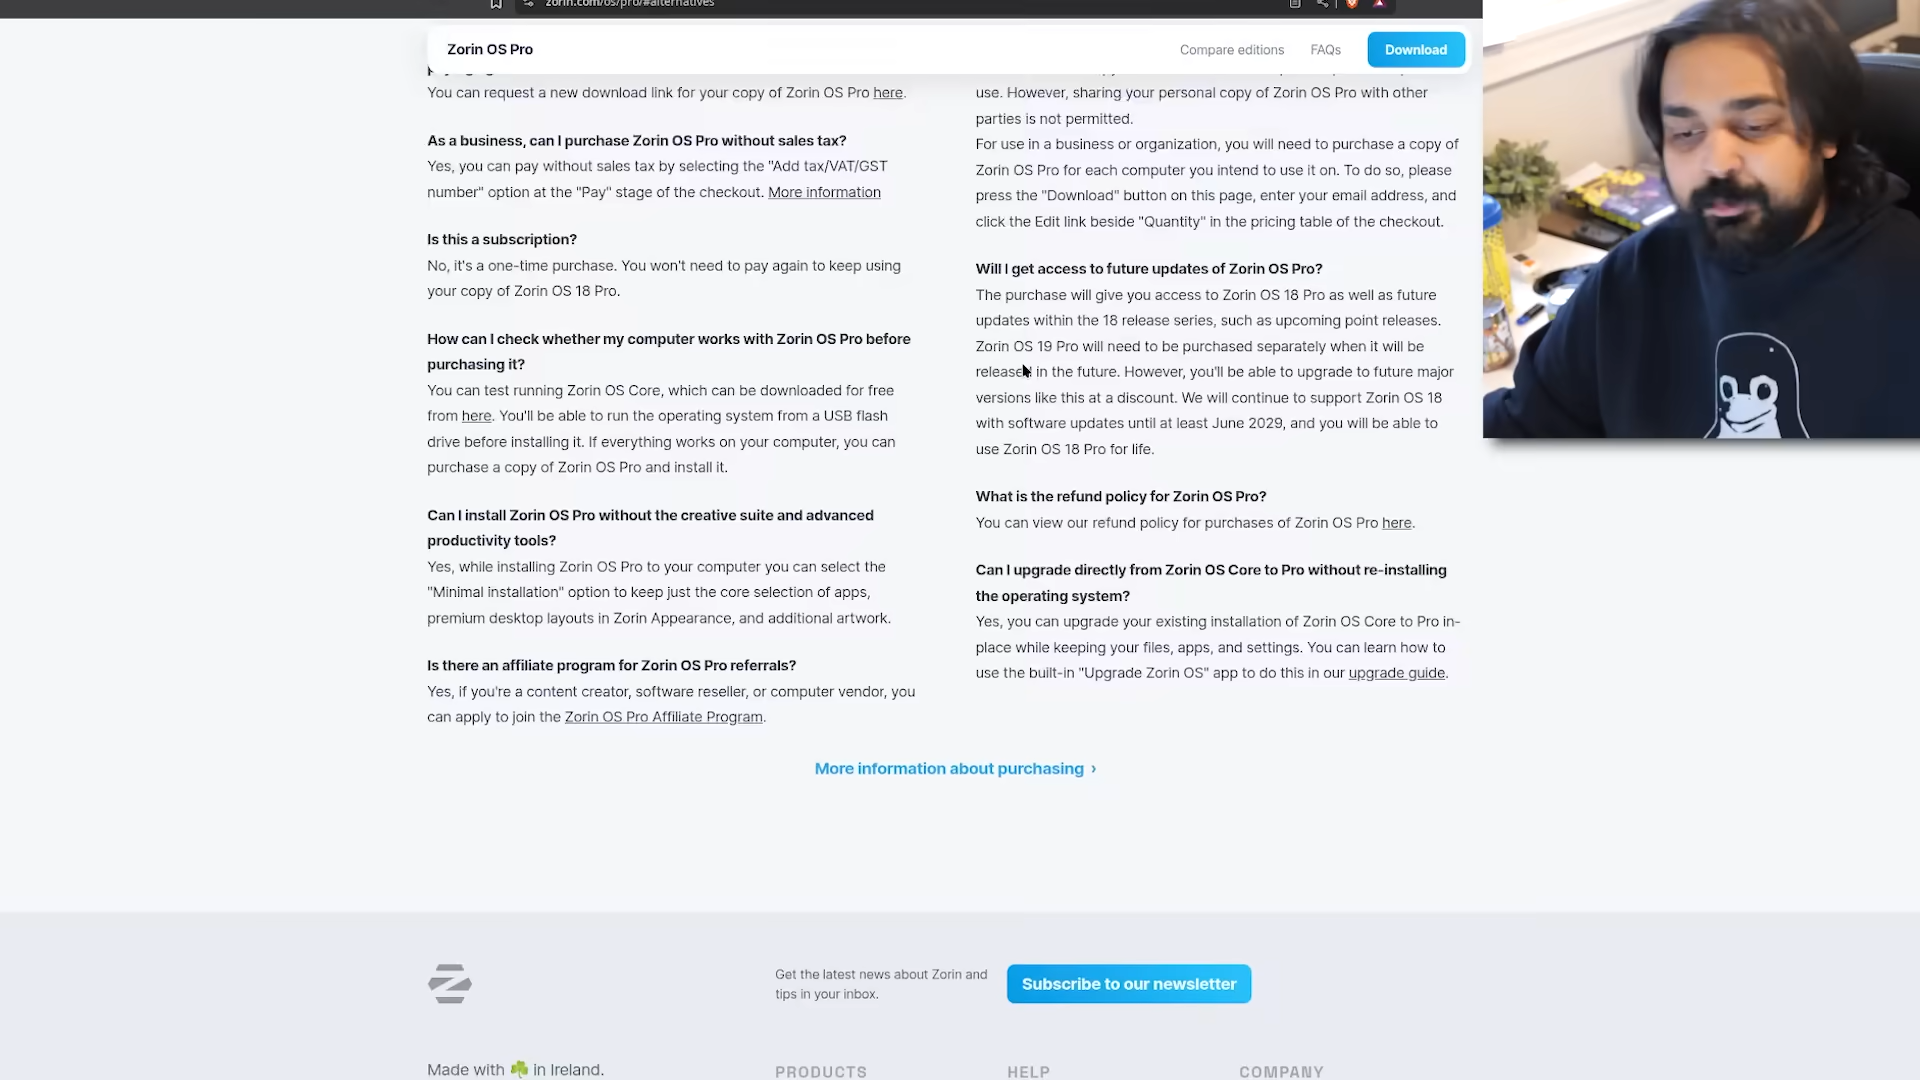 zorin.com/os/pro/#alternatives
Zorin OS Pro
Compare editions
FAQs
Download
You can request a new download link for your copy of Zorin OS Pro here.
As a business, can I purchase Zorin OS Pro without sales tax?
Yes, you can pay without sales tax by selecting the "Add tax/VAT/GST
number" option at the "Pay" stage of the checkout. More information
Is this a subscription?
No, it's a one-time purchase. You won't need to pay again to keep using
your copy of Zorin OS 18 Pro.
How can I check whether my computer works with Zorin OS Pro before
purchasing it?
You can test running Zorin OS Core, which can be downloaded for free
from here. You'll be able to run the operating system from a USB flash
drive before installing it. If everything works on your computer, you can
purchase a copy of Zorin OS Pro and install it.
Can I install Zorin OS Pro without the creative suite and advanced
productivity tools?
Yes, while installing Zorin OS Pro to your computer you can select the
"Minimal installation" option to keep just the core selection of apps,
premium desktop layouts in Zorin Appearance, and additional artwork.
Is there an affiliate program for Zorin OS Pro referrals?
Yes, if you're a content creator, software reseller, or computer vendor, you
can apply to join the Zorin OS Pro Affiliate Program.
use. However, sharing your personal copy of Zorin OS Pro with other
parties is not permitted.
For use in a business or organization, you will need to purchase a copy of
Zorin OS Pro for each computer you intend to use it on. To do so, please
press the "Download" button on this page, enter your email address, and
click the Edit link beside "Quantity" in the pricing table of the checkout.
Will I get access to future updates of Zorin OS Pro?
The purchase will give you access to Zorin OS 18 Pro as well as future
updates within the 18 release series, such as upcoming point releases.
Zorin OS 19 Pro will need to be purchased separately when it will be
released in the future. However, you'll be able to upgrade to future major
versions like this at a discount. We will continue to support Zorin OS 18
with software updates until at least June 2029, and you will be able to
use Zorin OS 18 Pro for life.
What is the refund policy for Zorin OS Pro?
You can view our refund policy for purchases of Zorin OS Pro here.
Can I upgrade directly from Zorin OS Core to Pro without re-installing
the operating system?
Yes, you can upgrade your existing installation of Zorin OS Core to Pro in-
place while keeping your files, apps, and settings. You can learn how to
use the built-in "Upgrade Zorin OS" app to do this in our upgrade guide.
More information about purchasing ›
Get the latest news about Zorin and
tips in your inbox.
Subscribe to our newsletter
Made with ☘️ in Ireland.
PRODUCTS
HELP
COMPANY